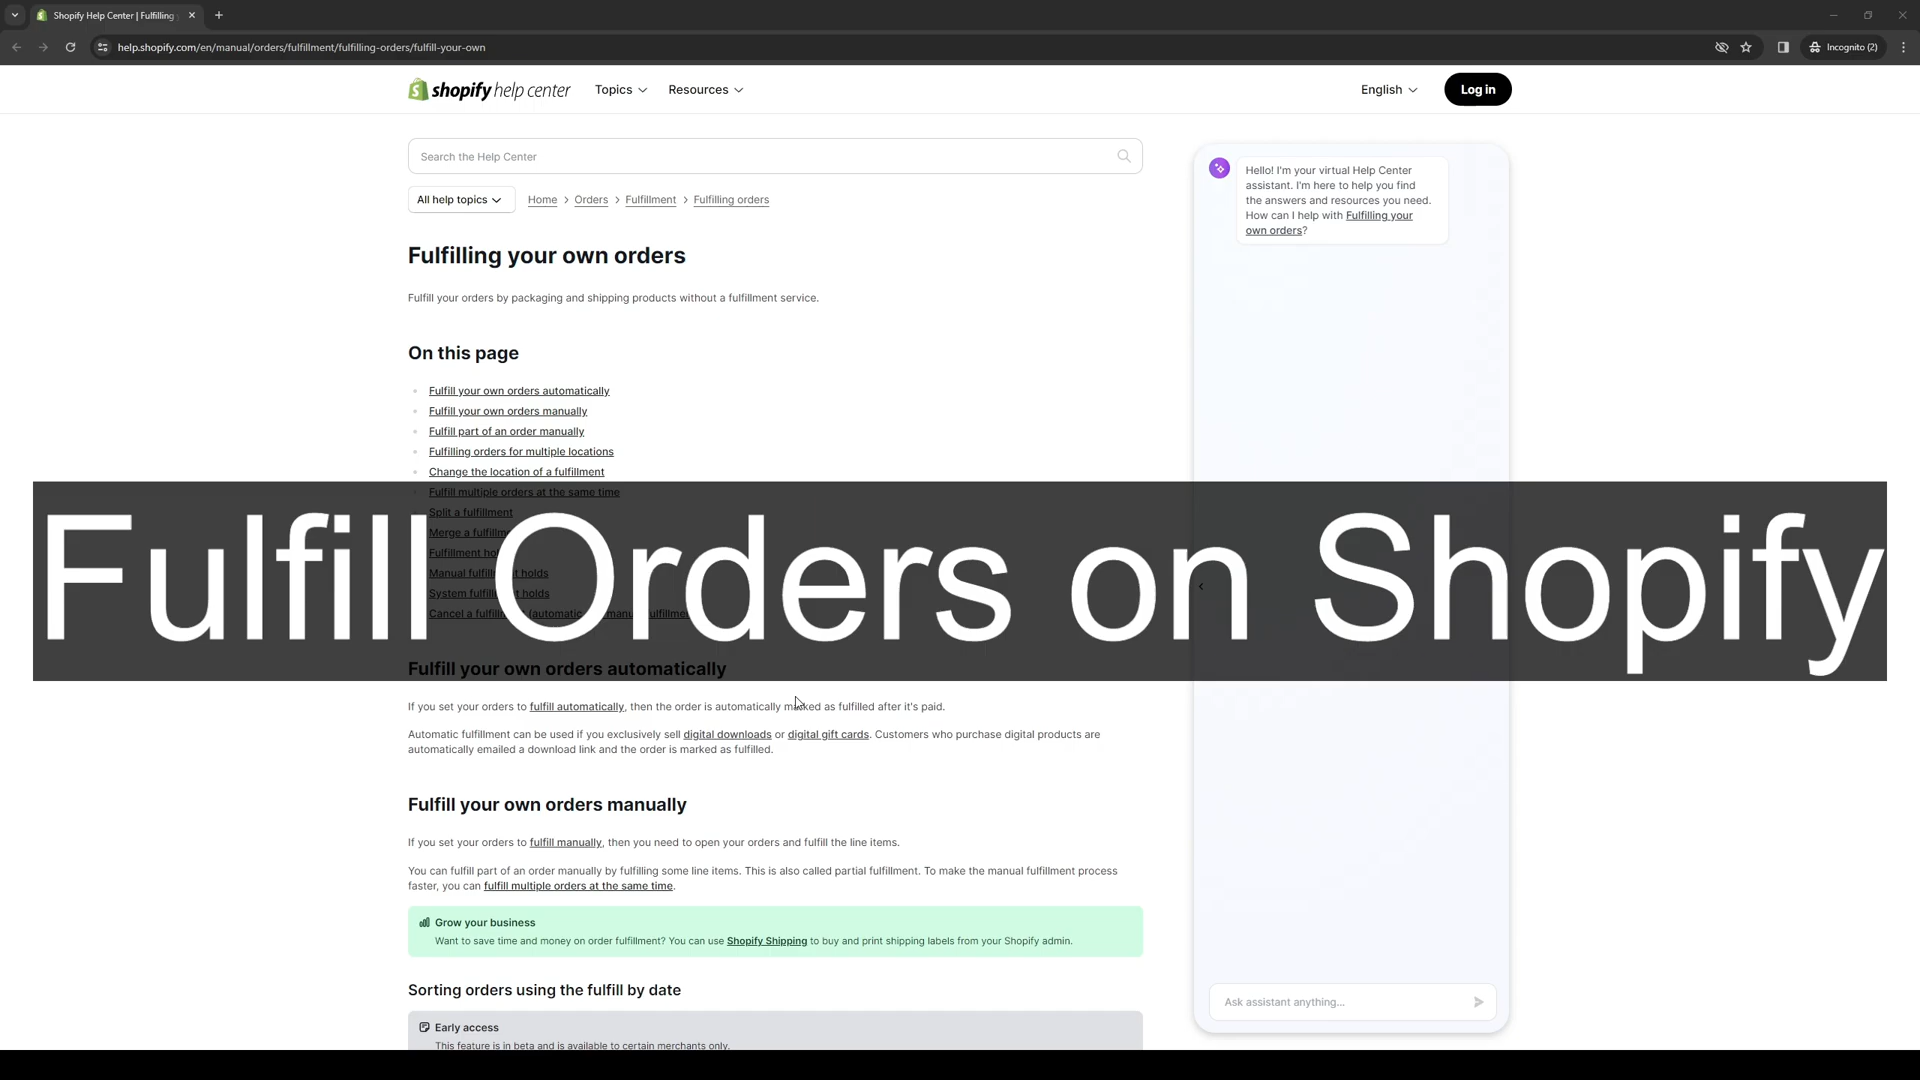 Shopify Help Center | Fulfilling
help.shopify.com/en/manual/orders/fulfillment/fulfilling-orders/fulfill-your-own
Incognito (2)
shopify help center
Topics
Resources
English
Log in
Search the Help Center
All help topics
Home > Orders > Fulfillment > Fulfilling orders
Fulfilling your own orders
Fulfill your orders by packaging and shipping products without a fulfillment service.
On this page
Fulfill your own orders automatically
Fulfill your own orders manually
Fulfill part of an order manually
Fulfilling orders for multiple locations
Change the location of a fulfillment
Fulfill multiple orders at the same time
Split a fulfillment
Merge a
Manual holds
System holds
Cancel a (automatic
Fulfill Orders on Shopify
Fulfill your own orders automatically
If you set your orders to fulfill automatically, then the order is automatically marked as fulfilled after it's paid.
Automatic fulfillment can be used if you exclusively sell digital downloads or digital gift cards. Customers who purchase digital products are
automatically emailed a download link and the order is marked as fulfilled.
Fulfill your own orders manually
If you set your orders to fulfill manually, then you need to open your orders and fulfill the line items.
You can fulfill part of an order manually by fulfilling some line items. This is also called partial fulfillment. To make the manual fulfillment process
faster, you can fulfill multiple orders at the same time.
Grow your business
Want to save time and money on order fulfillment? You can use Shopify Shipping to buy and print shipping labels from your Shopify admin.
Sorting orders using the fulfill by date
Early access
This feature is in beta and is available to certain merchants only.
Hello! I'm your virtual Help Center
assistant. I'm here to help you find
the answers and resources you need.
How can I help with Fulfilling your
own orders?
Ask assistant anything...